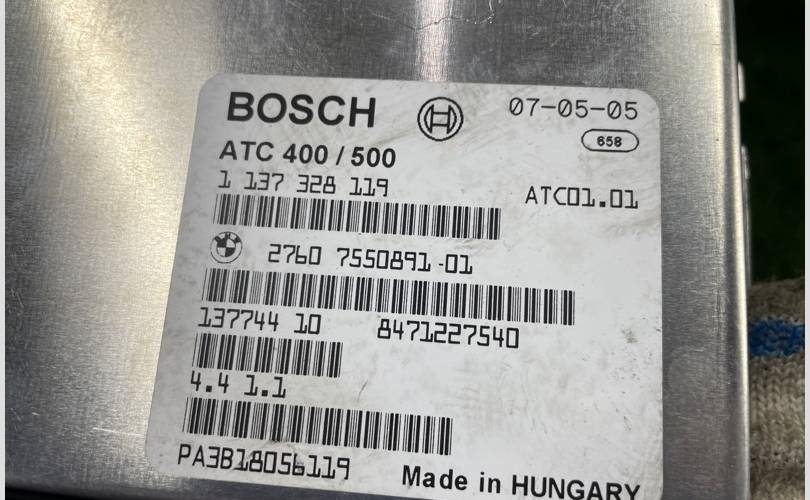 BOSCH 07-05-05
658
ATC 400 / 500
1 137 328 119 ATC01.01
2760 7550891-01
137744 10 8471227540
4.4 1.1
PA3B18056119 Made in HUNGARY